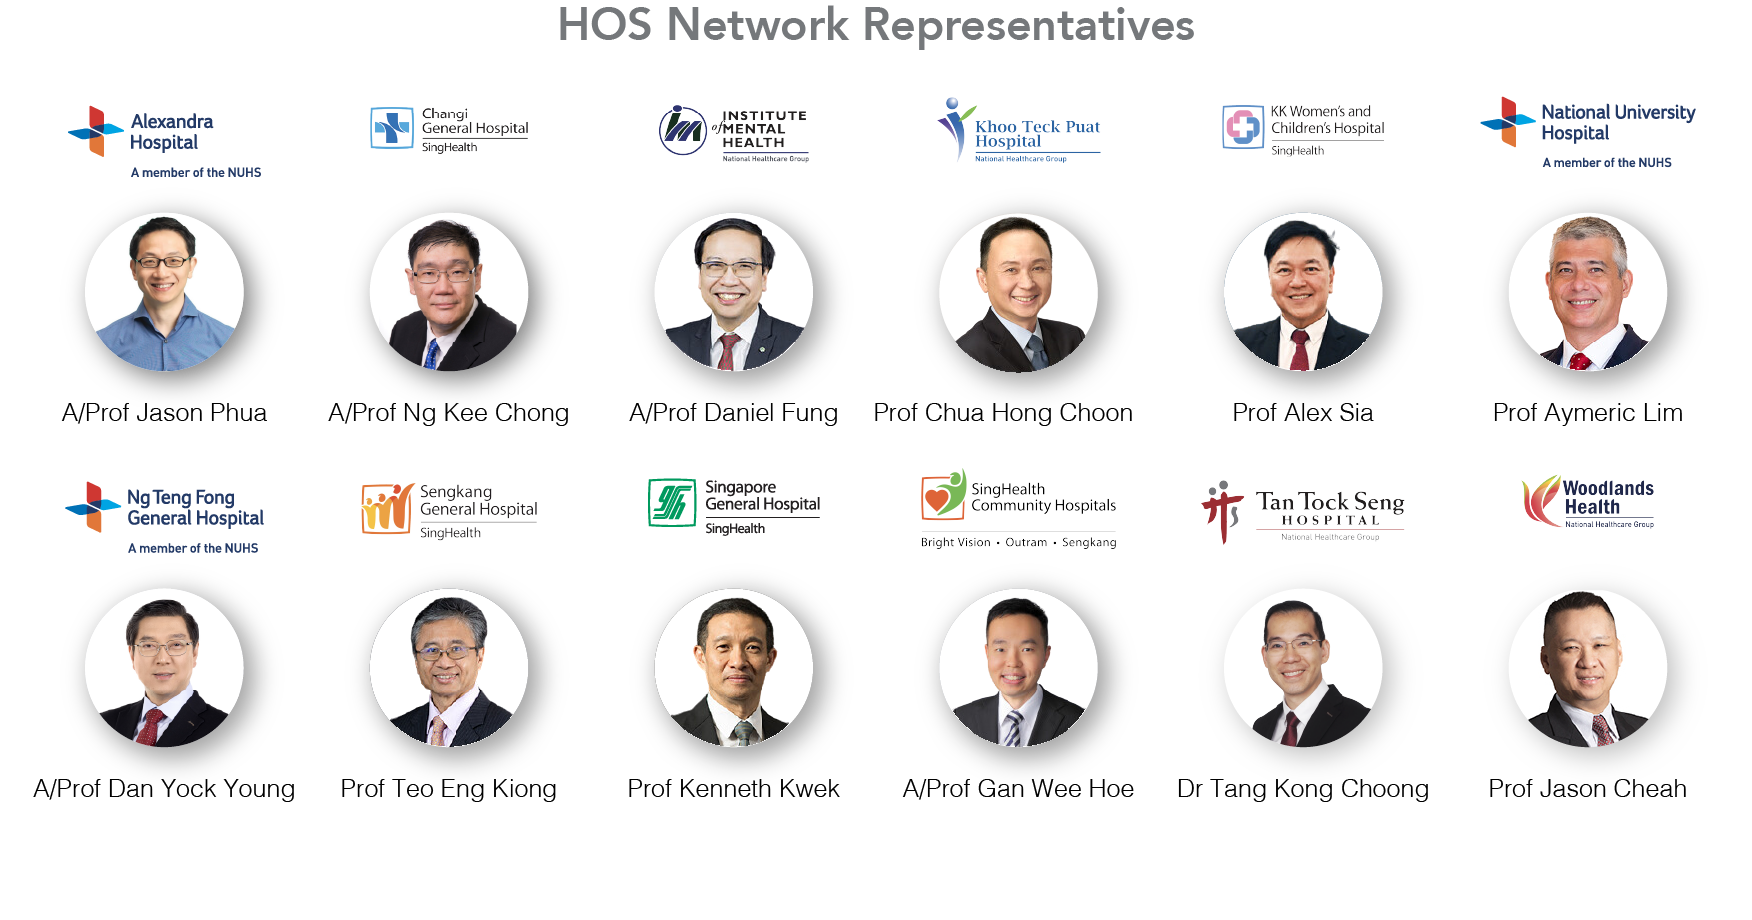 HOS Network Representatives
Alexandra
Hospital
A member of the NUHS
Changi
General Hospital
SingHealth
im
INSTITUTE
of MENTAL
HEALTH
National Healthcare Group
Khoo Teck Puat
Hospital
National Healthcare Group
KK Women's and
Children's Hospital
SingHealth
National University
Hospital
A member of the NUHS
A/Prof Jason Phua
A/Prof Ng Kee Chong
A/Prof Daniel Fung
Prof Chua Hong Choon
Prof Alex Sia
Prof Aymeric Lim
Ng Teng Fong
General Hospital
A member of the NUHS
Sengkang
General Hospital
SingHealth
Singapore
General Hospital
SingHealth
SingHealth
Community Hospitals
Bright Vision • Outram • Sengkang
Tan Tock Seng
HOSPITAL
National Healthcare Group
Woodlands
Health
National Healthcare Group
A/Prof Dan Yock Young
Prof Teo Eng Kiong
Prof Kenneth Kwek
A/Prof Gan Wee Hoe
Dr Tang Kong Choong
Prof Jason Cheah